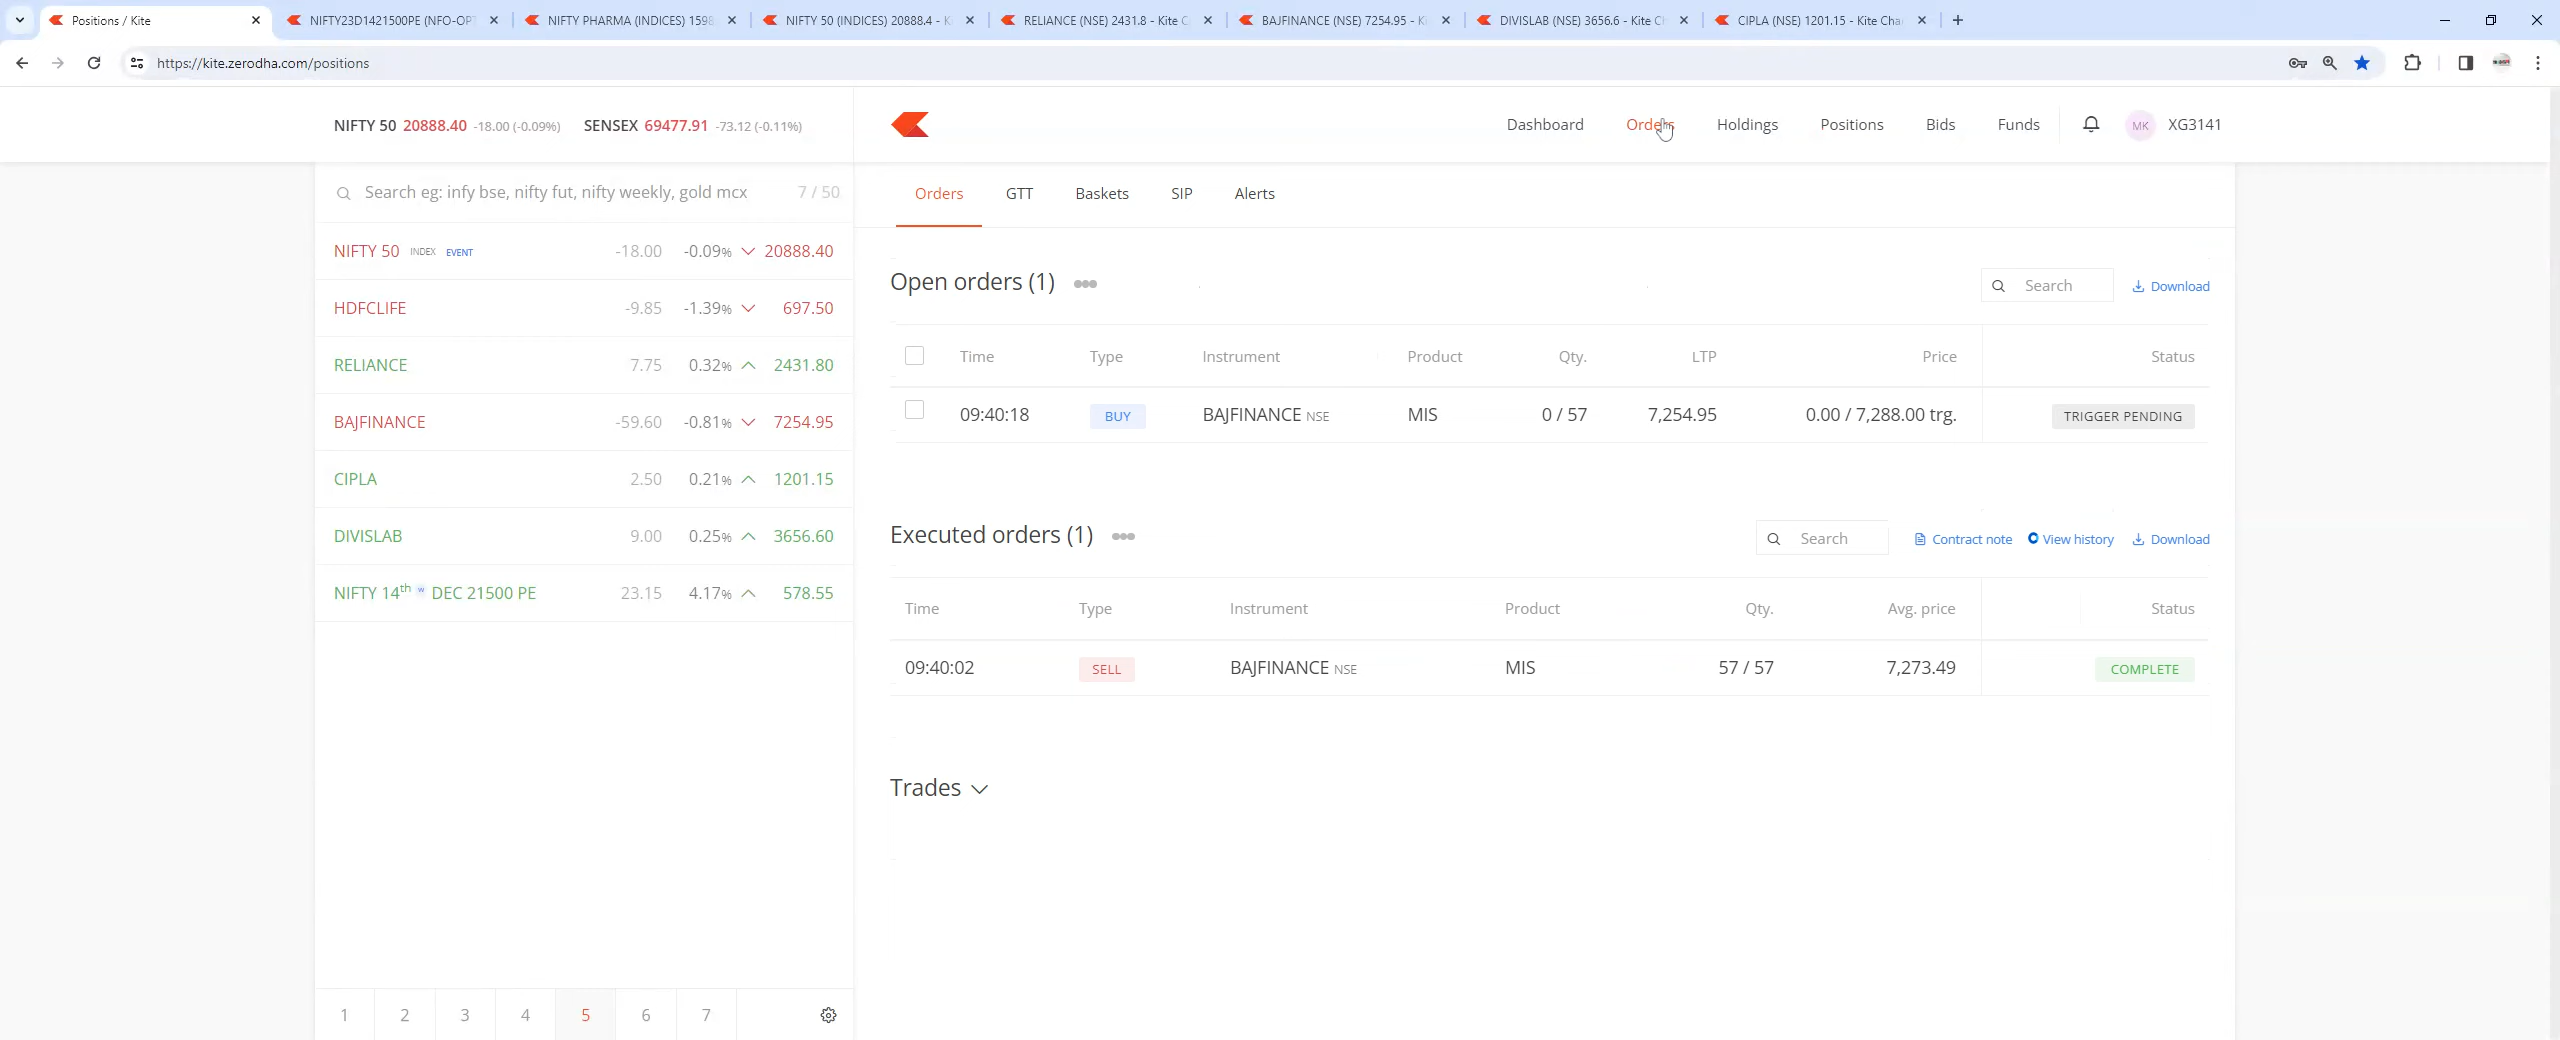 Positions / Kite
NIFTY23D1421500PE (NFO-OPT
NIFTY PHARMA (INDICES) 1598
NIFTY 50 (INDICES) 20888.4 - Ki
RELIANCE (NSE) 2431.8 - Kite C
BAJFINANCE (NSE) 7254.95 - Ki
DIVISLAB (NSE) 3656.6 - Kite Ch
CIPLA (NSE) 1201.15 - Kite Cha
https://kite.zerodha.com/positions
NIFTY 50 20888.40 -18.00 (-0.09%) SENSEX 69477.91 -73.12 (-0.11%)
Dashboard Orders Holdings Positions Bids Funds MK XG3141
Search eg: infy bse, nifty fut, nifty weekly, gold mcx 7 / 50
NIFTY 50 INDEX EVENT -18.00 -0.09% 20888.40
HDFCLIFE -9.85 -1.39% 697.50
RELIANCE 7.75 0.32% 2431.80
BAJFINANCE -59.60 -0.81% 7254.95
CIPLA 2.50 0.21% 1201.15
DIVISLAB 9.00 0.25% 3656.60
NIFTY 14th w DEC 21500 PE 23.15 4.17% 578.55
1 2 3 4 5 6 7
Orders GTT Baskets SIP Alerts
Open orders (1) Search Download
Time Type Instrument Product Qty. LTP Price Status
09:40:18 BUY BAJFINANCE NSE MIS 0 / 57 7,254.95 0.00 / 7,288.00 trg. TRIGGER PENDING
Executed orders (1) Search Contract note View history Download
Time Type Instrument Product Qty. Avg. price Status
09:40:02 SELL BAJFINANCE NSE MIS 57 / 57 7,273.49 COMPLETE
Trades